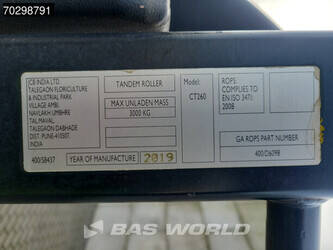 70298791
JCB INDIA LTD.
TALEGAON FLORICULTURE
& INDUSTRIAL PARK
VILLAGE AMBI,
NAVLAKH UMBHRE
TALMAVAL,
TALEGAON DABHADE
DIST. PUNE-410507.
INDIA
400/S8437
TANDEM ROLLER
MAX UNLADEN MASS
3000 KG
YEAR OF MANUFACTURE 2019
Model:
CT260
ROPS:
COMPLIES TO
EN ISO 3471:
2008
GA ROPS PART NUMBER
BAS WORLD